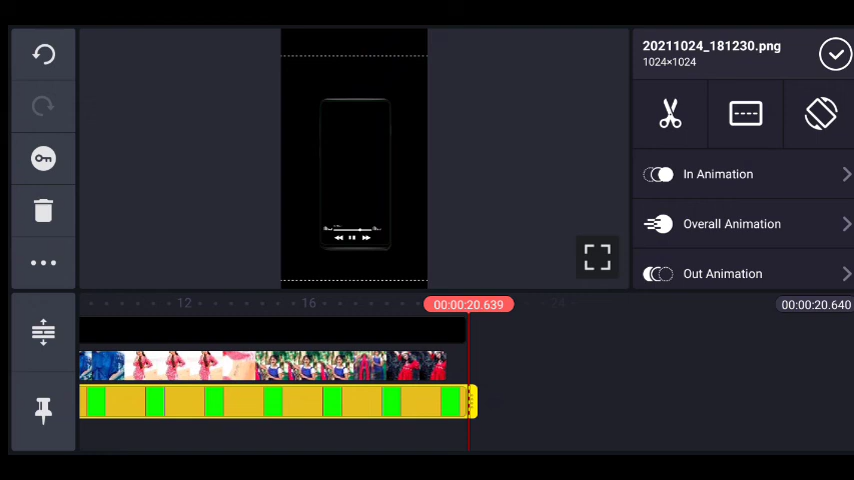 20211024_181230.png
1024×1024
In Animation
Overall Animation
Out Animation
12
16
00:00:20.639
24
00:00:20.640